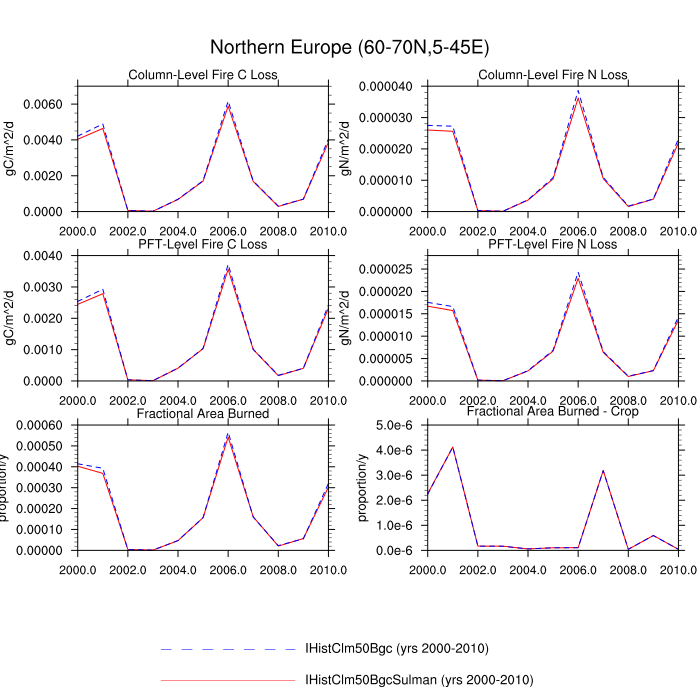 Northern Europe (60-70N,5-45E)
Column-Level Fire C Loss
gC/m^2/d
0.0060
0.0040
0.0020
0.0000
2000.0 2002.0 2004.0 2006.0 2008.0 2010.0
Column-Level Fire N Loss
gN/m^2/d
0.000040
0.000030
0.000020
0.000010
0.000000
2000.0 2002.0 2004.0 2006.0 2008.0 2010.0
PFT-Level Fire C Loss
gC/m^2/d
0.0040
0.0030
0.0020
0.0010
0.0000
2000.0 2002.0 2004.0 2006.0 2008.0 2010.0
PFT-Level Fire N Loss
gN/m^2/d
0.000025
0.000020
0.000015
0.000010
0.000005
0.000000
2000.0 2002.0 2004.0 2006.0 2008.0 2010.0
Fractional Area Burned
proportion/y
0.00060
0.00050
0.00040
0.00030
0.00020
0.00010
0.00000
2000.0 2002.0 2004.0 2006.0 2008.0 2010.0
Fractional Area Burned - Crop
proportion/y
5.0e-6
4.0e-6
3.0e-6
2.0e-6
1.0e-6
0.0e-6
2000.0 2002.0 2004.0 2006.0 2008.0 2010.0
IHistClm50Bgc (yrs 2000-2010)
IHistClm50BgcSulman (yrs 2000-2010)